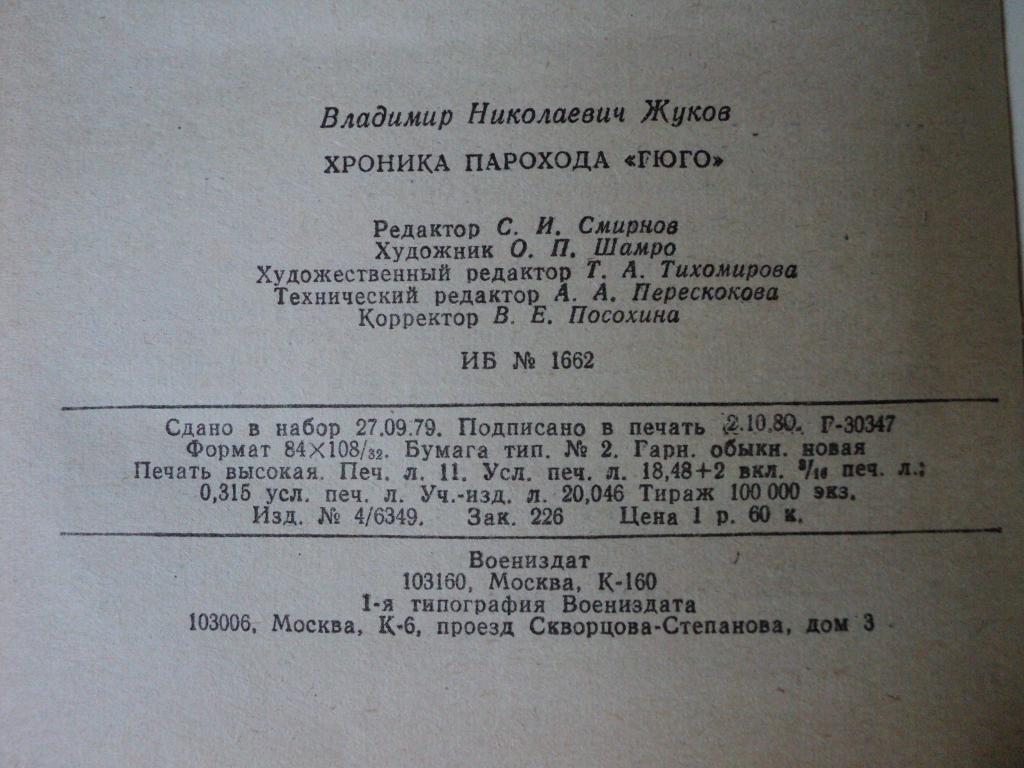 Владимир Николаевич Жуков
ХРОНИКА ПАРОХОДА «ГЮГО»
Редактор С. И. Смирнов
Художник О. П. Шамро
Художественный редактор Т. А. Тихомирова
Технический редактор А. А. Перескокова
Корректор В. Е. Посохина
ИБ № 1662
Сдано в набор 27.09.79. Подписано в печать 2.10.80. Г-30347
Формат 84×108/32. Бумага тип. № 2. Гарн. обыкн. новая
Печать высокая. Печ. л. 11. Усл. печ. л. 18,48+2 вкл. 3/16 печ. л.;
0,315 усл. печ. л. Уч.-изд. л. 20,046 Тираж 100 000 экз.
Изд. № 4/6349. Зак. 226 Цена 1 р. 60 к.
Воениздат
103160, Москва, К-160
1-я типография Воениздата
103006, Москва, К-6, проезд Скворцова-Степанова, дом 3